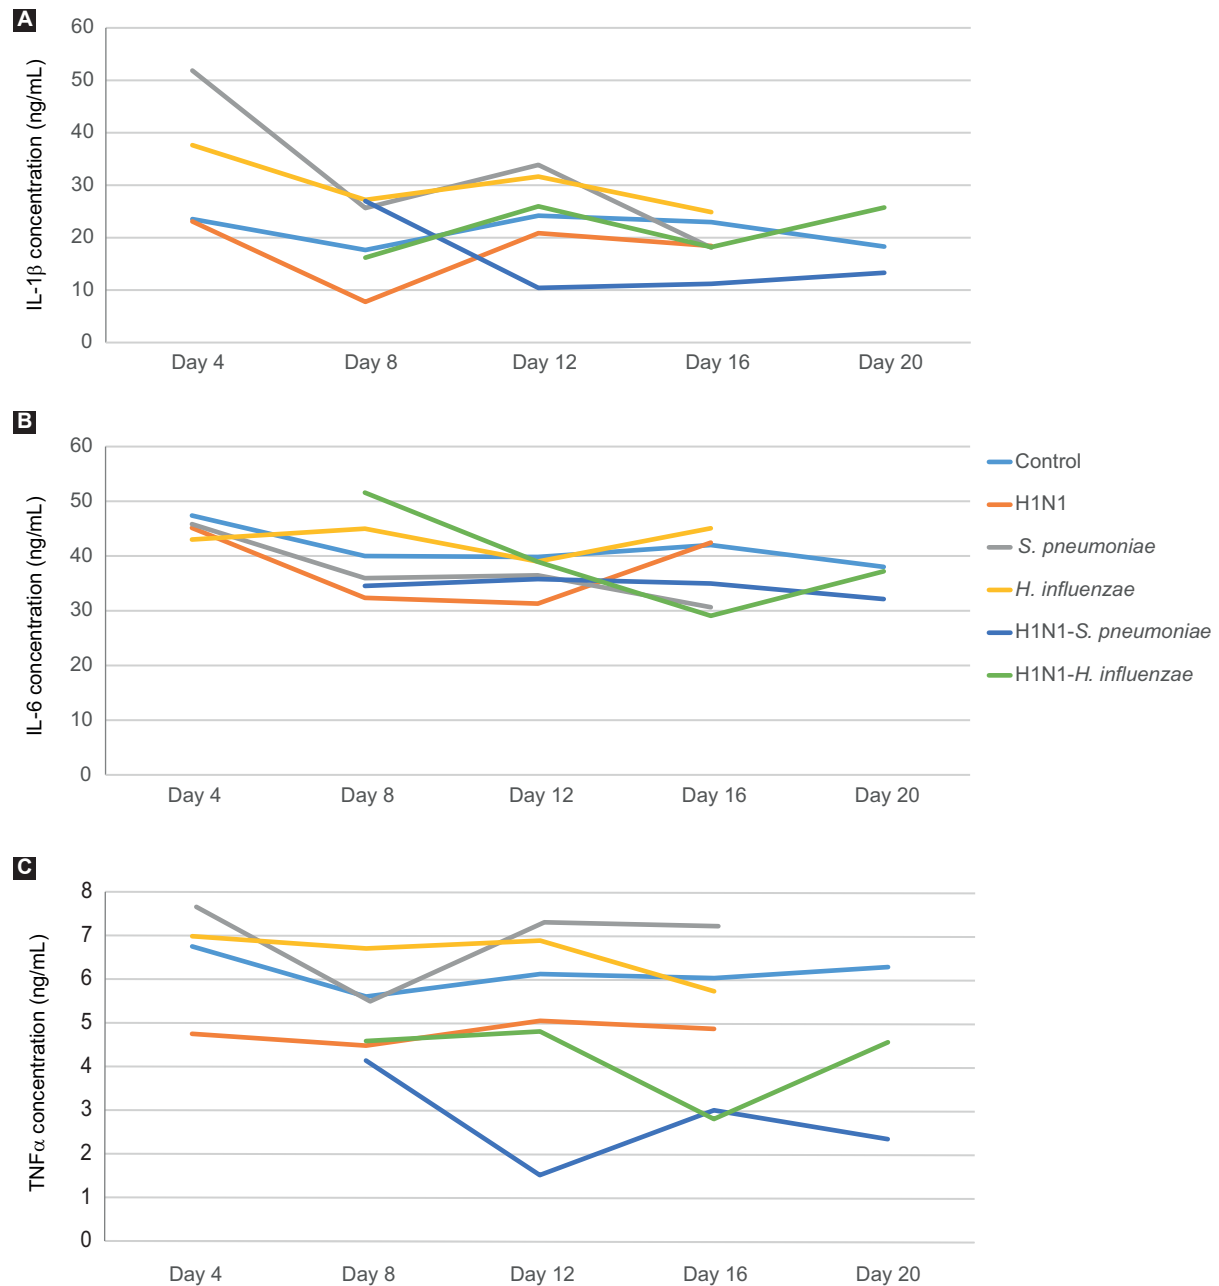 A
IL-1β concentration (ng/mL)
60
50
40
30
20
10
0
Day 4 Day 8 Day 12 Day 16 Day 20
B
IL-6 concentration (ng/mL)
60
50
40
30
20
10
0
Day 4 Day 8 Day 12 Day 16 Day 20
Control
H1N1
S. pneumoniae
H. influenzae
H1N1-S. pneumoniae
H1N1-H. influenzae
C
TNFα concentration (ng/mL)
8
7
6
5
4
3
2
1
0
Day 4 Day 8 Day 12 Day 16 Day 20